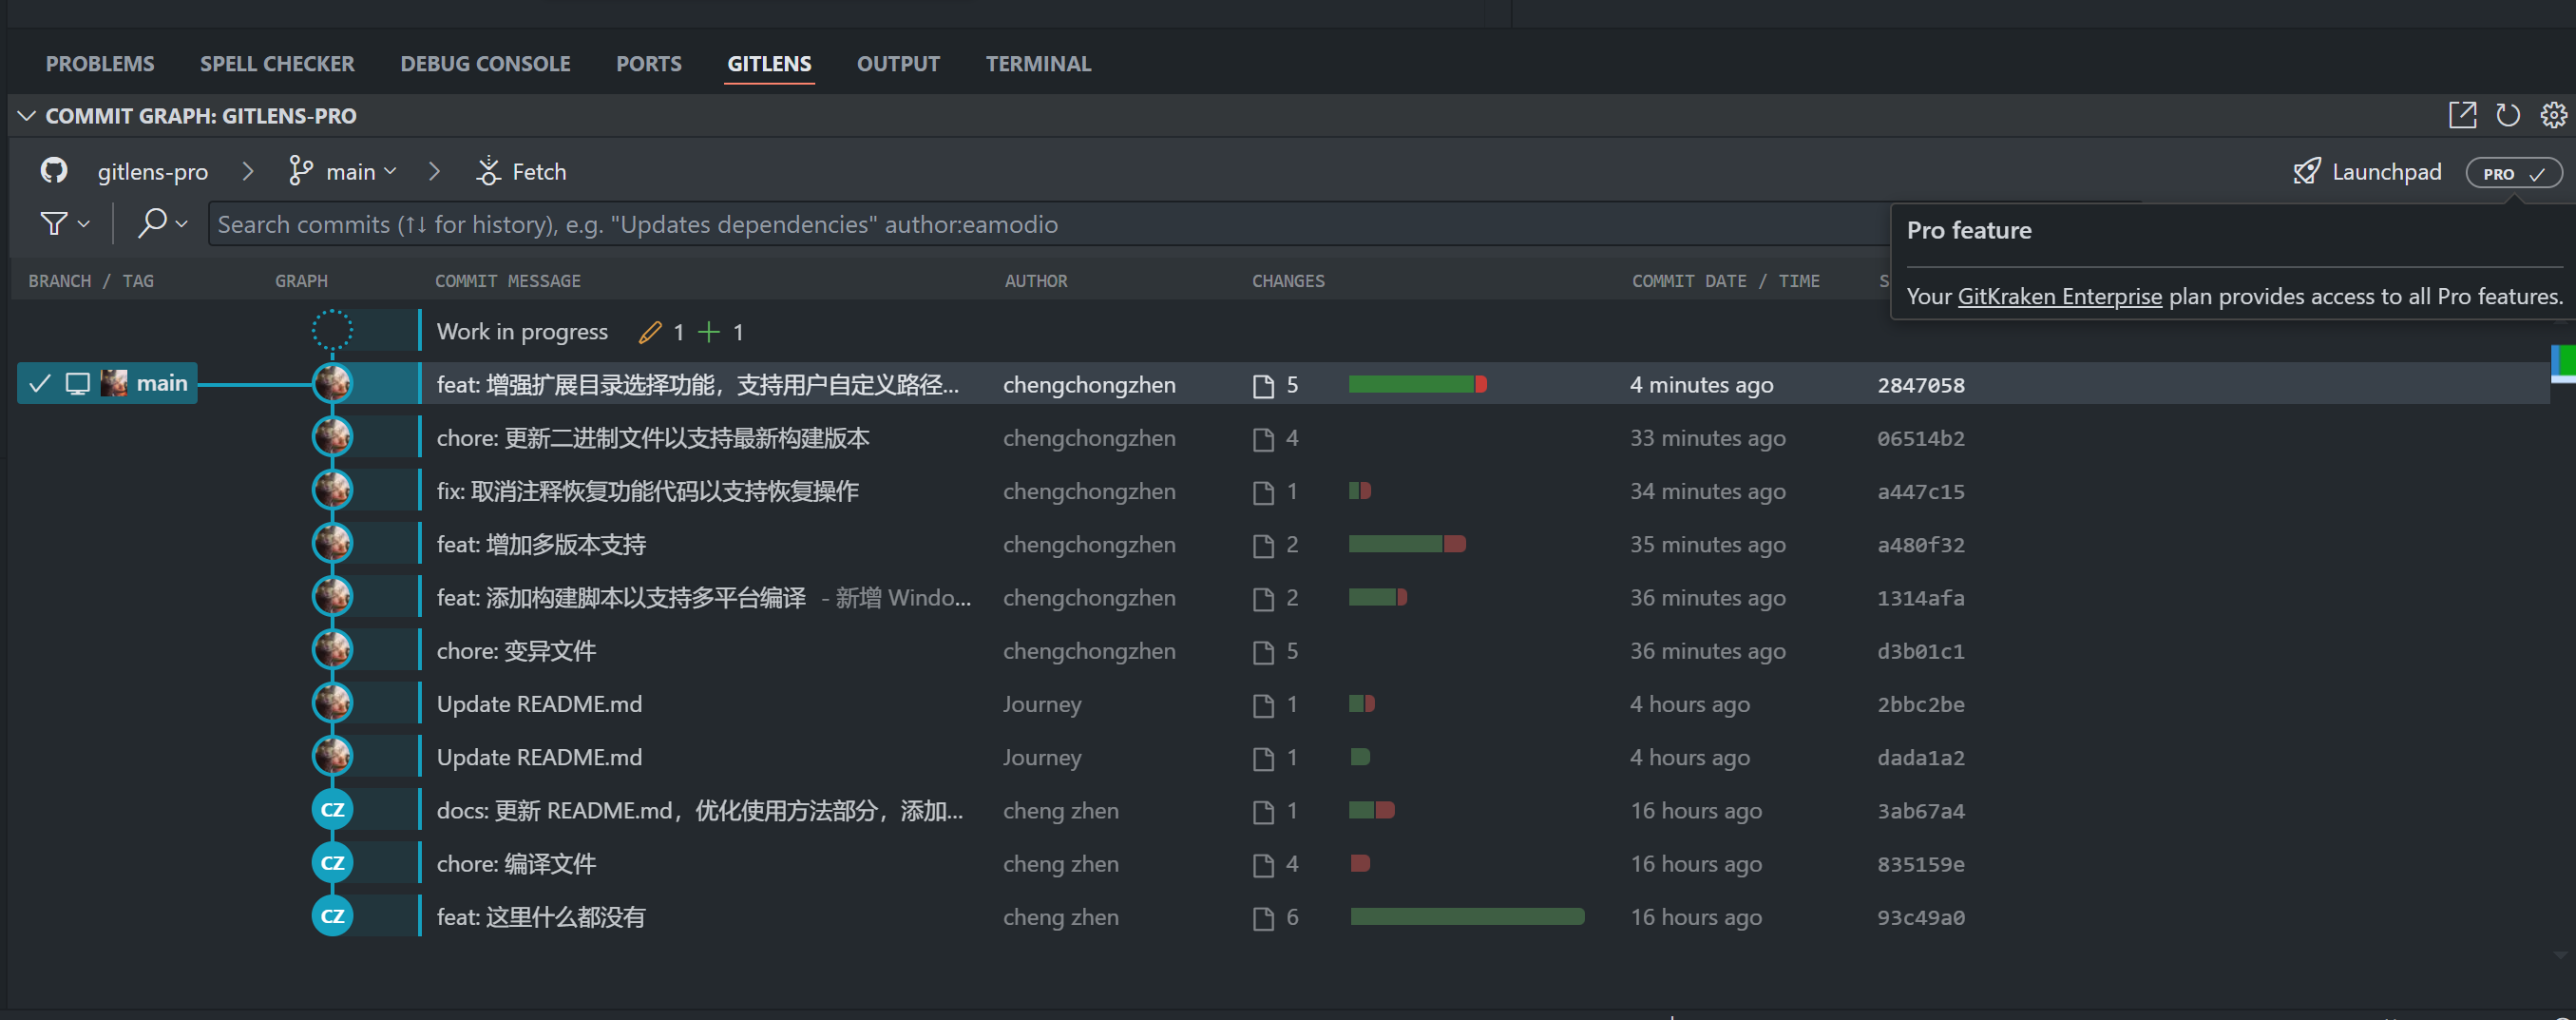 PROBLEMS SPELL CHECKER DEBUG CONSOLE PORTS GITLENS OUTPUT TERMINAL
COMMIT GRAPH: GITLENS-PRO
gitlens-pro main Fetch Launchpad PRO
Search commits (↑↓ for history), e.g. "Updates dependencies" author:eamodio
Pro feature
Your GitKraken Enterprise plan provides access to all Pro features.
BRANCH / TAG GRAPH COMMIT MESSAGE AUTHOR CHANGES COMMIT DATE / TIME S
Work in progress 1 1
main feat: 增强扩展目录选择功能，支持用户自定义路径... chengchongzhen 5 4 minutes ago 2847058
chore: 更新二进制文件以支持最新构建版本 chengchongzhen 4 33 minutes ago 06514b2
fix: 取消注释恢复功能代码以支持恢复操作 chengchongzhen 1 34 minutes ago a447c15
feat: 增加多版本支持 chengchongzhen 2 35 minutes ago a480f32
feat: 添加构建脚本以支持多平台编译 - 新增 Windo... chengchongzhen 2 36 minutes ago 1314afa
chore: 变异文件 chengchongzhen 5 36 minutes ago d3b01c1
Update README.md Journey 1 4 hours ago 2bbc2be
Update README.md Journey 1 4 hours ago dada1a2
CZ docs: 更新 README.md，优化使用方法部分，添加... cheng zhen 1 16 hours ago 3ab67a4
CZ chore: 编译文件 cheng zhen 4 16 hours ago 835159e
CZ feat: 这里什么都没有 cheng zhen 6 16 hours ago 93c49a0